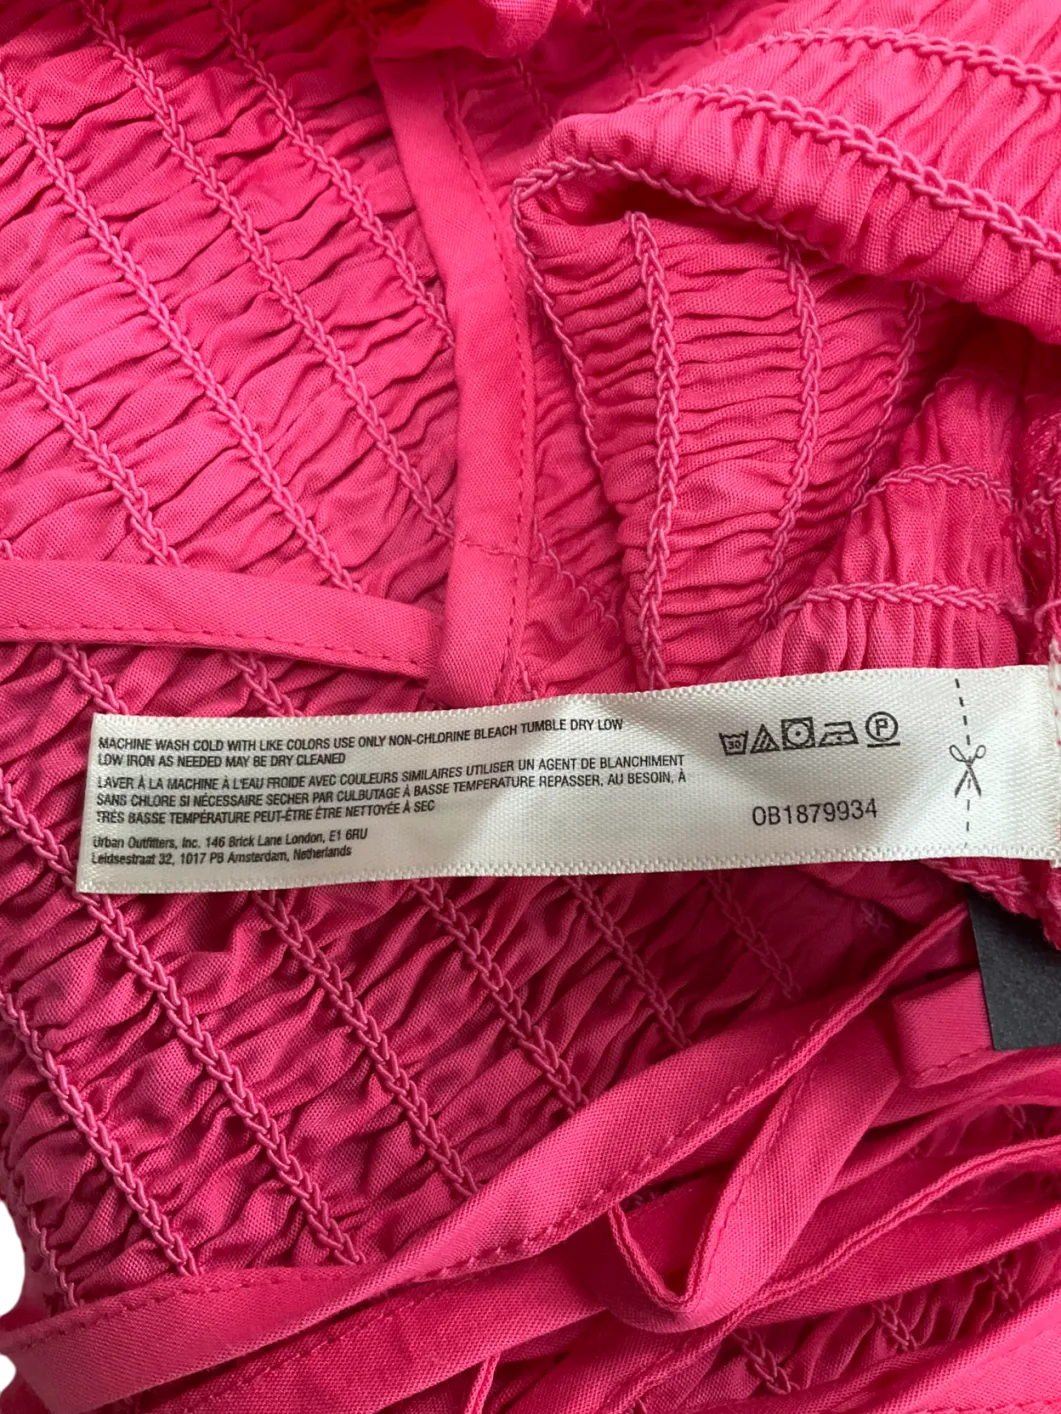 MACHINE WASH COLD WITH LIKE COLORS USE ONLY NON-CHLORINE BLEACH TUMBLE DRY LOW
LOW IRON AS NEEDED MAY BE DRY CLEANED
LAVER À LA MACHINE À L'EAU FROIDE AVEC COULEURS SIMILAIRES UTILISER UN AGENT DE BLANCHIMENT
SANS CHLORE SI NÉCESSAIRE SECHER PAR CULBUTAGE À BASSE TEMPERATURE REPASSER, AU BESOIN, À
TRÈS BASSE TEMPÉRATURE PEUT-ÊTRE ÊTRE NETTOYÉE À SEC
Urban Outfitters, Inc. 146 Brick Lane London, E1 6RU
Leidsestraat 32, 1017 PB Amsterdam, Netherlands
30 P
OB1879934